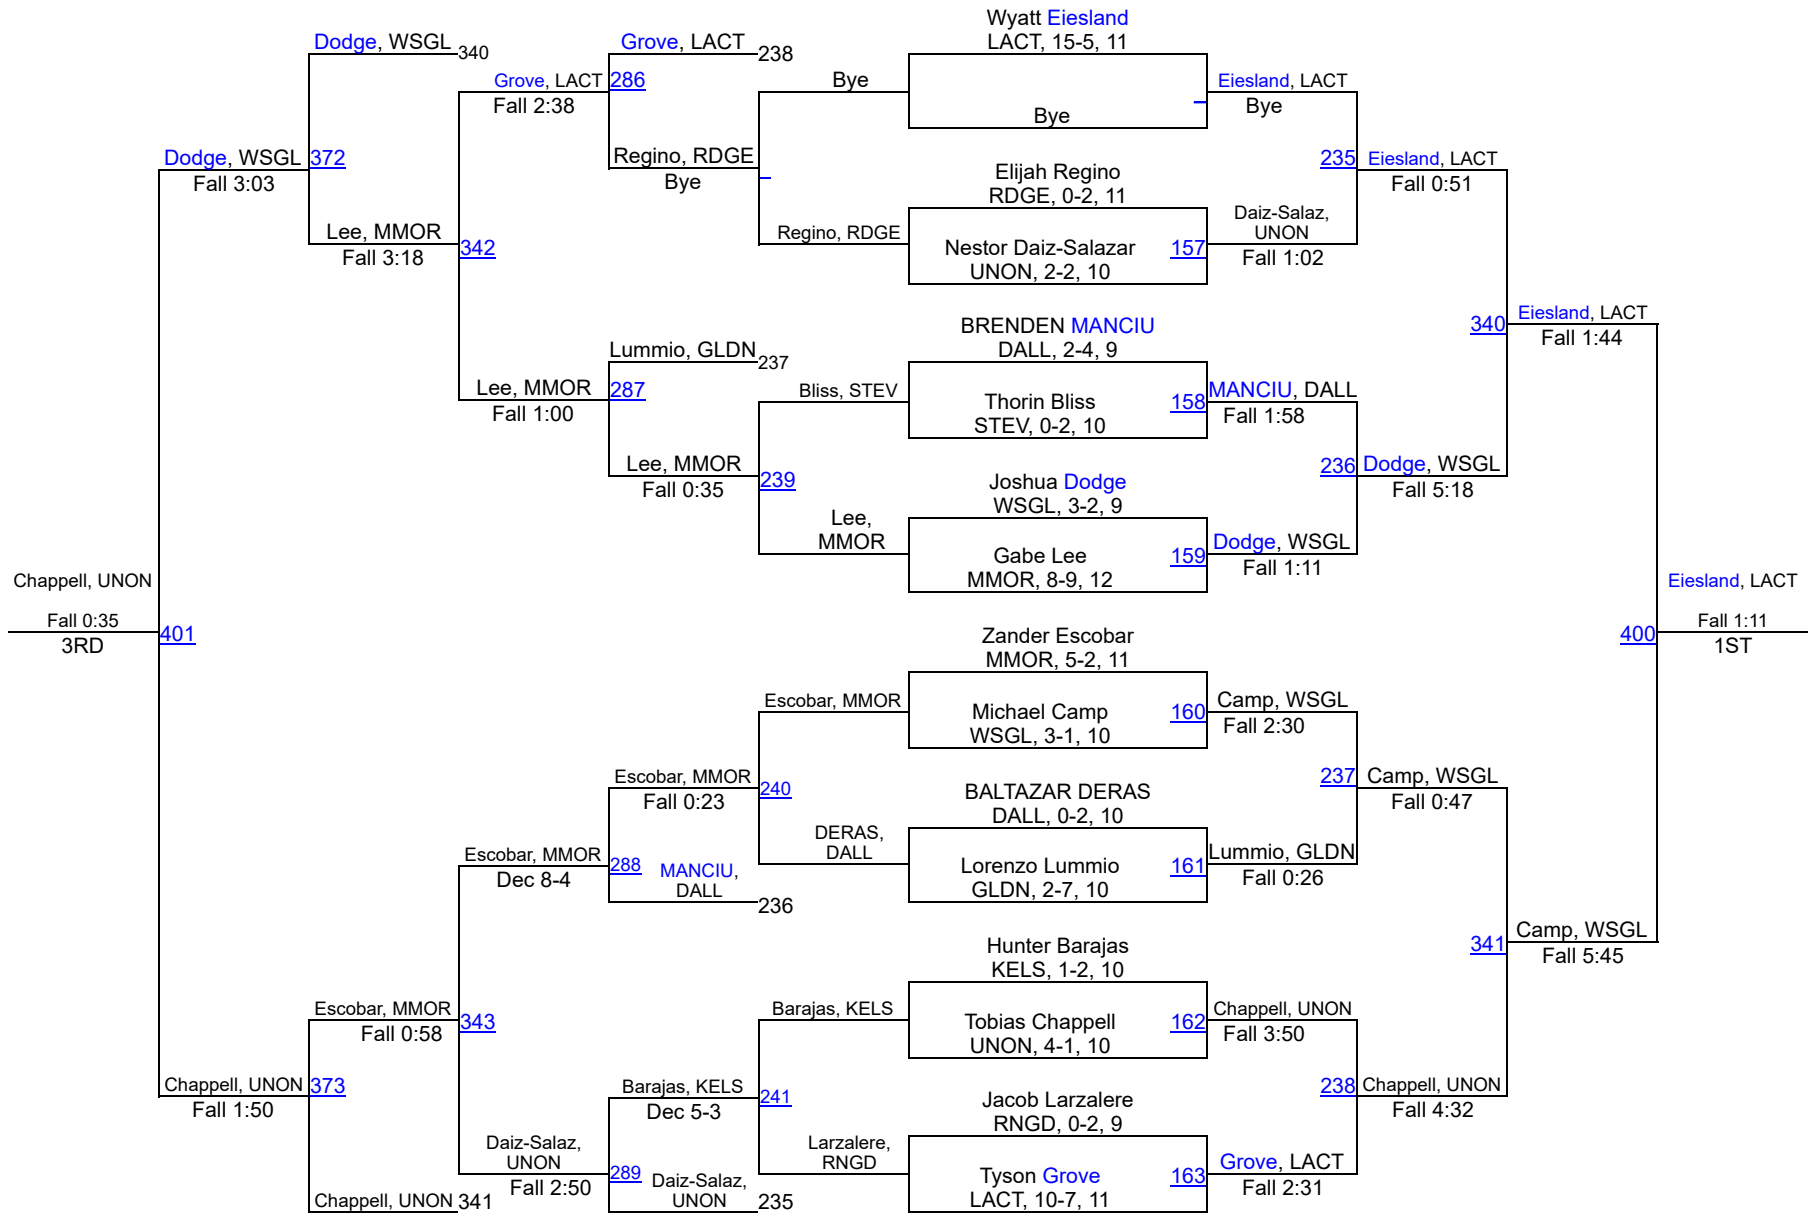 Wyatt Eiesland
LACT, 15-5, 11
Bye
Elijah Regino
RDGE, 0-2, 11
Nestor Daiz-Salazar
UNON, 2-2, 10
157
BRENDEN MANCIU
DALL, 2-4, 9
Thorin Bliss
STEV, 0-2, 10
158
Joshua Dodge
WSGL, 3-2, 9
Gabe Lee
MMOR, 8-9, 12
159
Zander Escobar
MMOR, 5-2, 11
Michael Camp
WSGL, 3-1, 10
160
BALTAZAR DERAS
DALL, 0-2, 10
Lorenzo Lummio
GLDN, 2-7, 10
161
Hunter Barajas
KELS, 1-2, 10
Tobias Chappell
UNON, 4-1, 10
162
Jacob Larzalere
RNGD, 0-2, 9
Tyson Grove
LACT, 10-7, 11
163
Eiesland, LACT
Bye
Daiz-Salaz,
UNON
Fall 1:02
MANCIU, DALL
Fall 1:58
Dodge, WSGL
Fall 1:11
Camp, WSGL
Fall 2:30
Lummio, GLDN
Fall 0:26
Chappell, UNON
Fall 3:50
Grove, LACT
Fall 2:31
235
Eiesland, LACT
Fall 0:51
236
Dodge, WSGL
Fall 5:18
237
Camp, WSGL
Fall 0:47
238
Chappell, UNON
Fall 4:32
340
Eiesland, LACT
Fall 1:44
341
Camp, WSGL
Fall 5:45
400
Eiesland, LACT
Fall 1:11
1ST
Bye
Regino, RDGE
Bliss, STEV
Lee,
MMOR
Escobar, MMOR
DERAS,
DALL
Barajas, KELS
Larzalere,
RNGD
Grove, LACT
238
Regino, RDGE
Bye
Lummio, GLDN
237
Lee, MMOR
Fall 0:35
239
Escobar, MMOR
Fall 0:23
240
MANCIU,
DALL
236
Barajas, KELS
Dec 5-3
241
Daiz-Salaz,
UNON
235
Grove, LACT
Fall 2:38
286
Lee, MMOR
Fall 1:00
287
Escobar, MMOR
Dec 8-4
288
Daiz-Salaz,
UNON
Fall 2:50
289
Dodge, WSGL
340
Lee, MMOR
Fall 3:18
342
Escobar, MMOR
Fall 0:58
343
Chappell, UNON
341
Dodge, WSGL
Fall 3:03
372
Chappell, UNON
Fall 1:50
373
Chappell, UNON
Fall 0:35
3RD
401